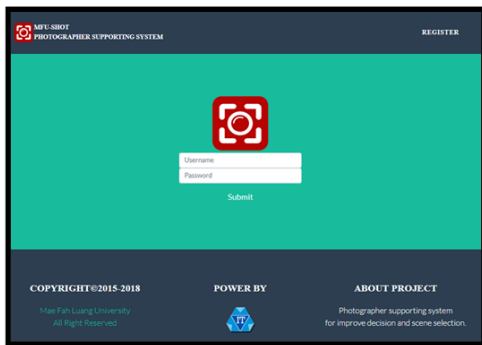 MFU-SHOT
PHOTOGRAPHER SUPPORTING SYSTEM
REGISTER
Username
Password
Submit
COPYRIGHT©2015-2018
Mae Fah Luang University
All Right Reserved
POWER BY
IT
ABOUT PROJECT
Photographer supporting system
for improve decision and scene selection.